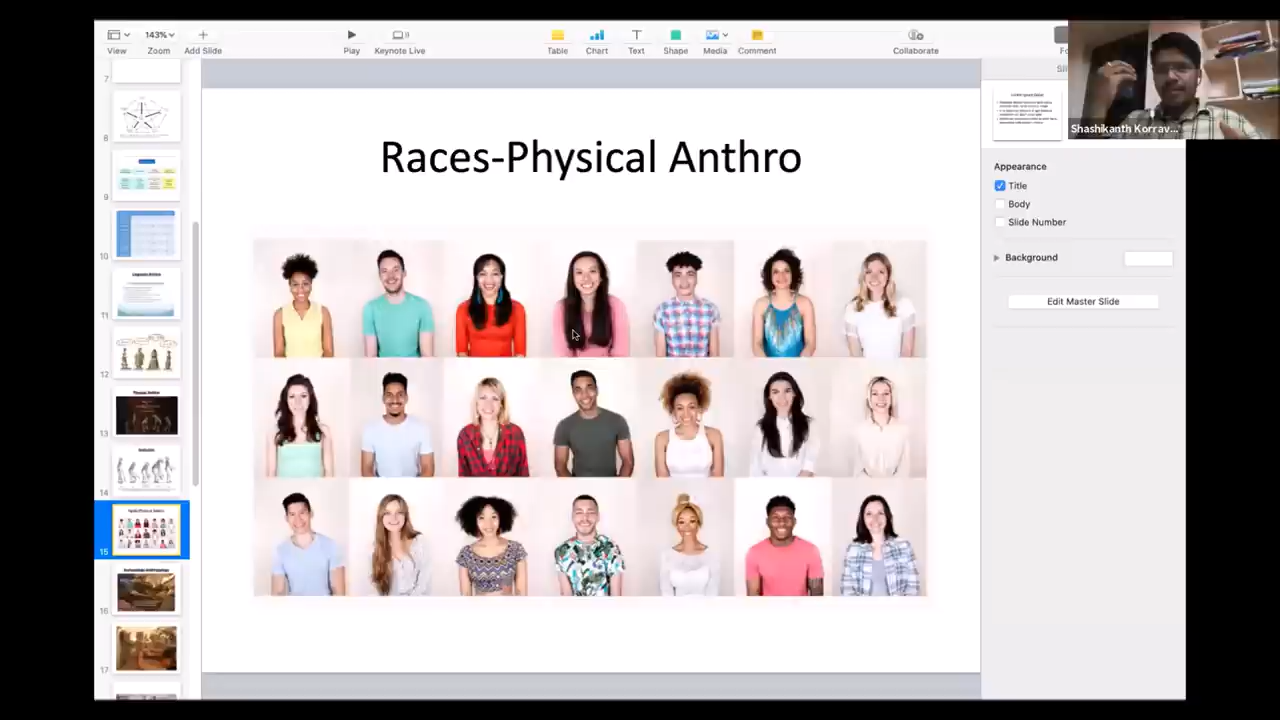 143%
View
Zoom
Add Slide
Play
Keynote Live
Table
Chart
Text
Shape
Media
Comment
Collaborate
Shashikanth Korrav...
Races-Physical Anthro
Appearance
Title
Body
Slide Number
Background
Edit Master Slide
7
8
9
10
11
12
13
14
15
16
17